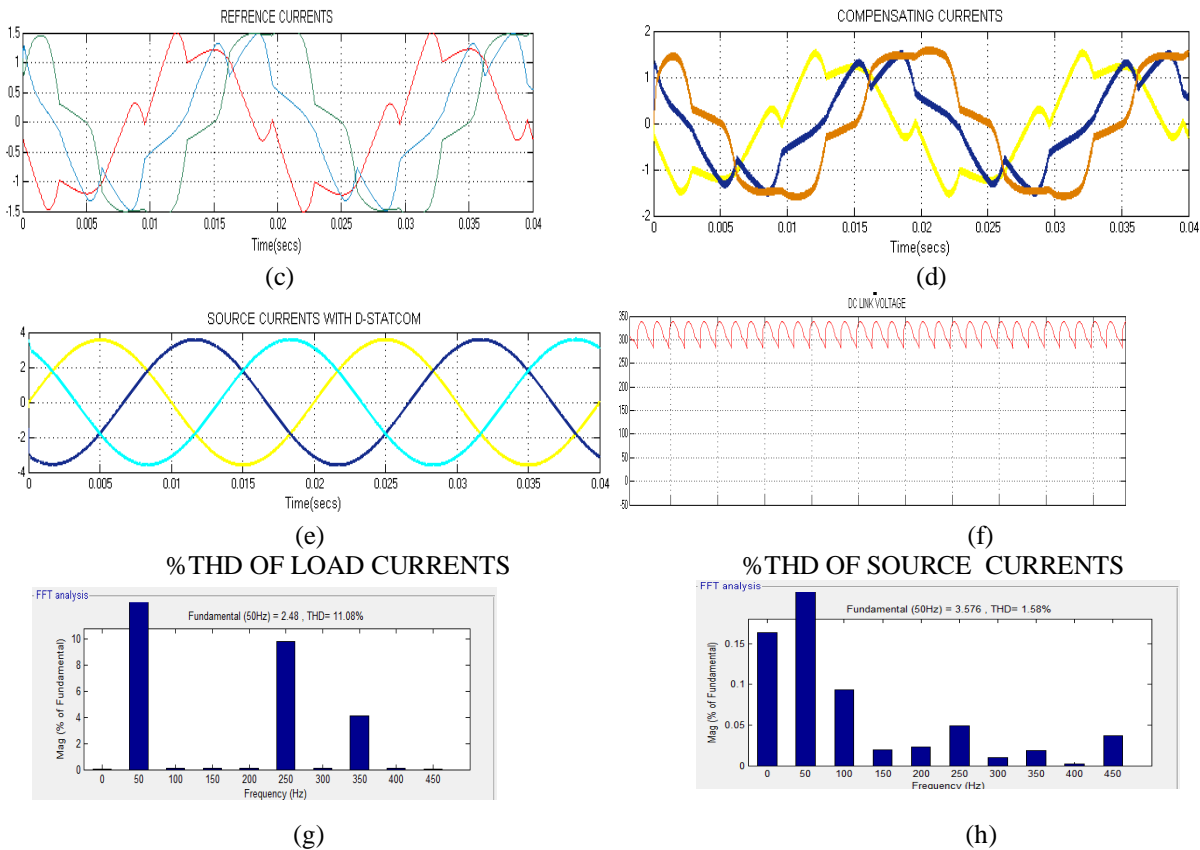 REFRENCE CURRENTS
1.5
1
0.5
0
-0.5
-1
-1.5
0 0.005 0.01 0.015 0.02 0.025 0.03 0.035 0.04
Time(secs)
(c)
COMPENSATING CURRENTS
2
1
0
-1
-2
0 0.005 0.01 0.015 0.02 0.025 0.03 0.035 0.04
Time(secs)
(d)
SOURCE CURRENTS WITH D-STATCOM
4
2
0
-2
-4
0 0.005 0.01 0.015 0.02 0.025 0.03 0.035 0.04
Time(secs)
(e)
DC LINK VOLTAGE
350
300
250
200
150
100
50
0
-50
(f)
%THD OF LOAD CURRENTS
FFT analysis
Fundamental (50Hz) = 2.48 , THD= 11.08%
10
8
6
4
2
0
Mag (% of Fundamental)
0 50 100 150 200 250 300 350 400 450
Frequency (Hz)
(g)
%THD OF SOURCE CURRENTS
FFT analysis
Fundamental (50Hz) = 3.576 , THD= 1.58%
0.15
0.1
0.05
0
Mag (% of Fundamental)
0 50 100 150 200 250 300 350 400 450
Frequency (Hz)
(h)